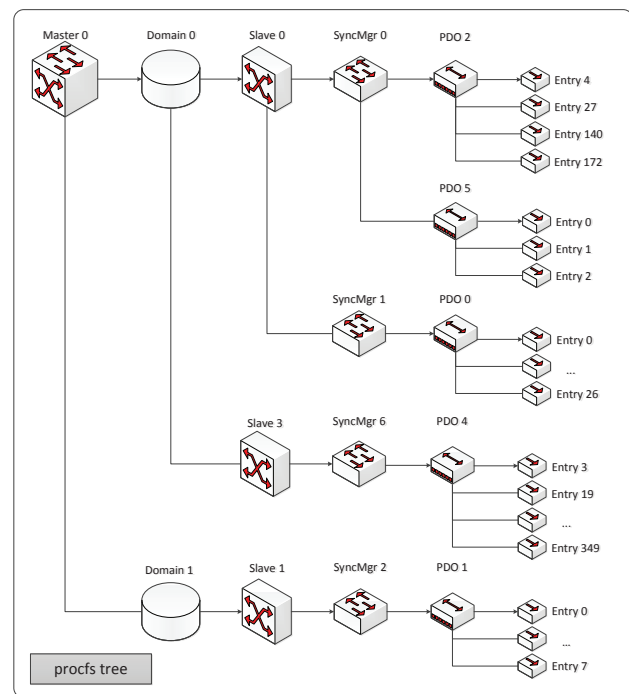 Master 0 Domain 0 Slave 0 SyncMgr 0 PDO 2
Entry 4
Entry 27
Entry 140
Entry 172
PDO 5
Entry 0
Entry 1
Entry 2
SyncMgr 1 PDO 0
Entry 0
...
Entry 26
Slave 3 SyncMgr 6 PDO 4
Entry 3
Entry 19
...
Entry 349
Domain 1 Slave 1 SyncMgr 2 PDO 1
Entry 0
...
Entry 7
procfs tree